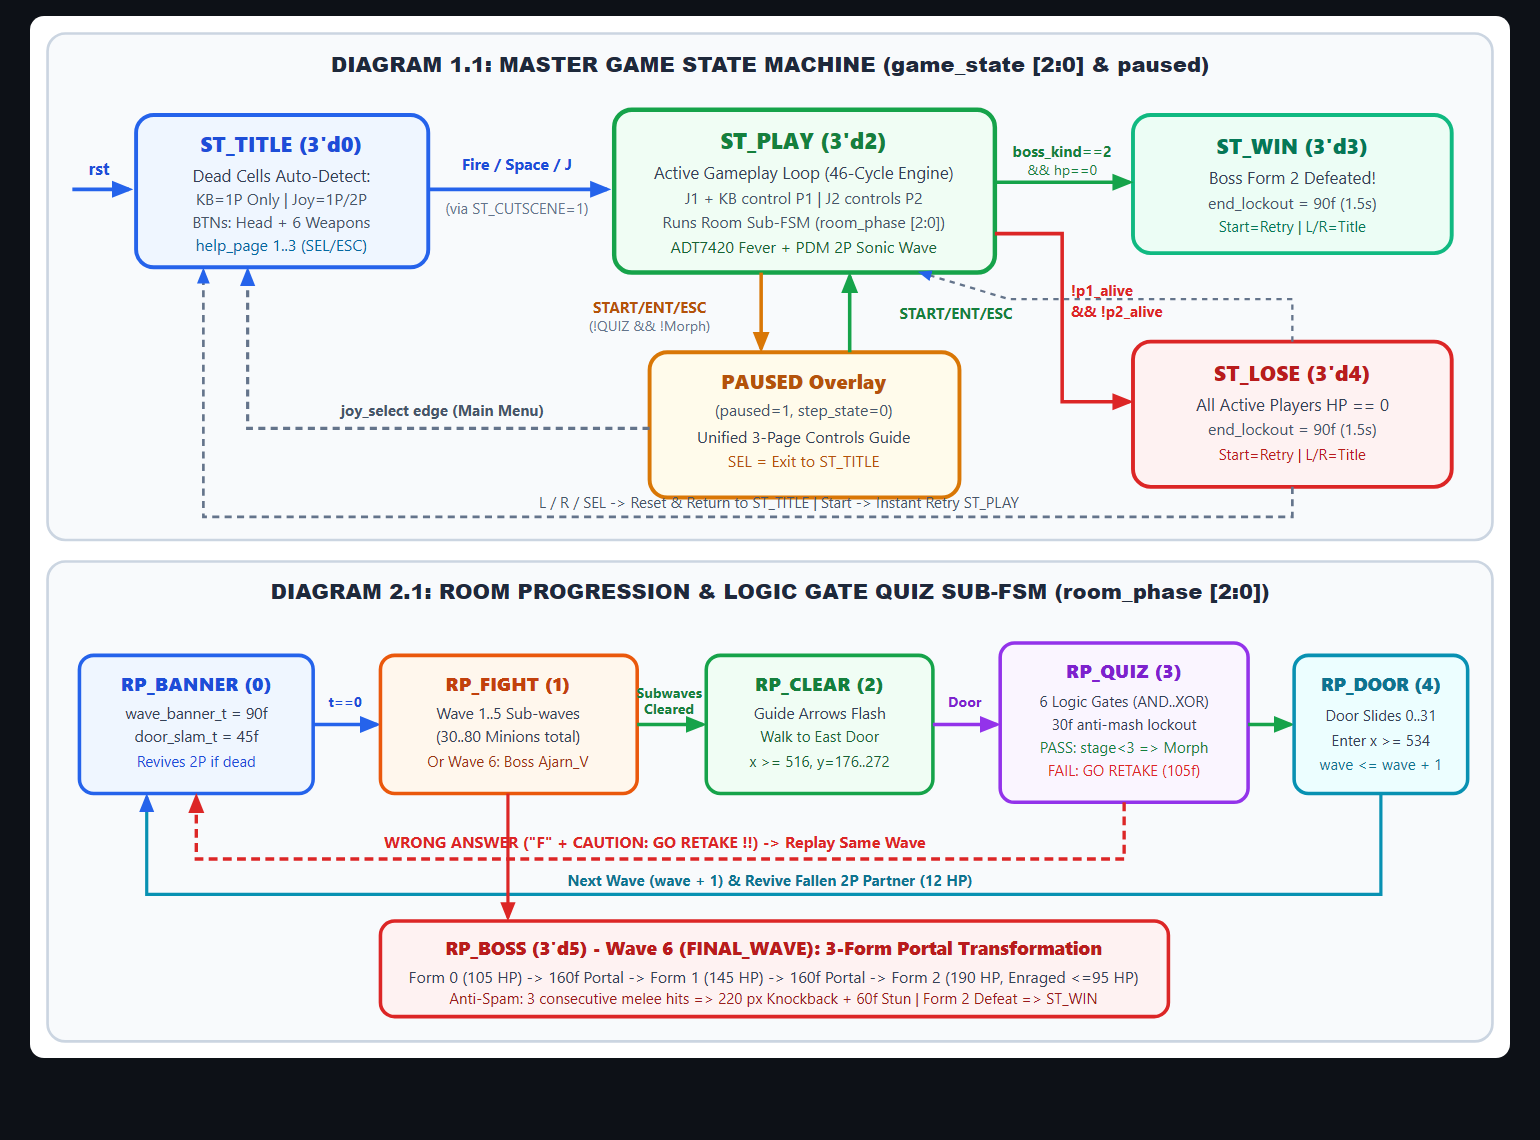 DIAGRAM 1.1: MASTER GAME STATE MACHINE (game_state [2:0] & paused)
rst
ST_TITLE (3'd0)
Dead Cells Auto-Detect:
KB=1P Only | Joy=1P/2P
BTNs: Head + 6 Weapons
help_page 1..3 (SEL/ESC)
Fire / Space / J
(via ST_CUTSCENE=1)
ST_PLAY (3'd2)
Active Gameplay Loop (46-Cycle Engine)
J1 + KB control P1 | J2 controls P2
Runs Room Sub-FSM (room_phase [2:0])
ADT7420 Fever + PDM 2P Sonic Wave
boss_kind==2
&& hp==0
ST_WIN (3'd3)
Boss Form 2 Defeated!
end_lockout = 90f (1.5s)
Start=Retry | L/R=Title
START/ENT/ESC
(!QUIZ && !Morph)
START/ENT/ESC
!p1_alive
&& !p2_alive
PAUSED Overlay
(paused=1, step_state=0)
Unified 3-Page Controls Guide
SEL = Exit to ST_TITLE
ST_LOSE (3'd4)
All Active Players HP == 0
end_lockout = 90f (1.5s)
Start=Retry | L/R=Title
joy_select edge (Main Menu)
L / R / SEL -> Reset & Return to ST_TITLE | Start -> Instant Retry ST_PLAY
DIAGRAM 2.1: ROOM PROGRESSION & LOGIC GATE QUIZ SUB-FSM (room_phase [2:0])
RP_BANNER (0)
wave_banner_t = 90f
door_slam_t = 45f
Revives 2P if dead
t==0
RP_FIGHT (1)
Wave 1..5 Sub-waves
(30..80 Minions total)
Or Wave 6: Boss Ajarn_V
Subwaves
Cleared
RP_CLEAR (2)
Guide Arrows Flash
Walk to East Door
x >= 516, y=176..272
Door
RP_QUIZ (3)
6 Logic Gates (AND..XOR)
30f anti-mash lockout
PASS: stage<3 => Morph
FAIL: GO RETAKE (105f)
RP_DOOR (4)
Door Slides 0..31
Enter x >= 534
wave <= wave + 1
WRONG ANSWER ("F" + CAUTION: GO RETAKE !!) -> Replay Same Wave
Next Wave (wave + 1) & Revive Fallen 2P Partner (12 HP)
RP_BOSS (3'd5) - Wave 6 (FINAL_WAVE): 3-Form Portal Transformation
Form 0 (105 HP) -> 160f Portal -> Form 1 (145 HP) -> 160f Portal -> Form 2 (190 HP, Enraged <=95 HP)
Anti-Spam: 3 consecutive melee hits => 220 px Knockback + 60f Stun | Form 2 Defeat => ST_WIN